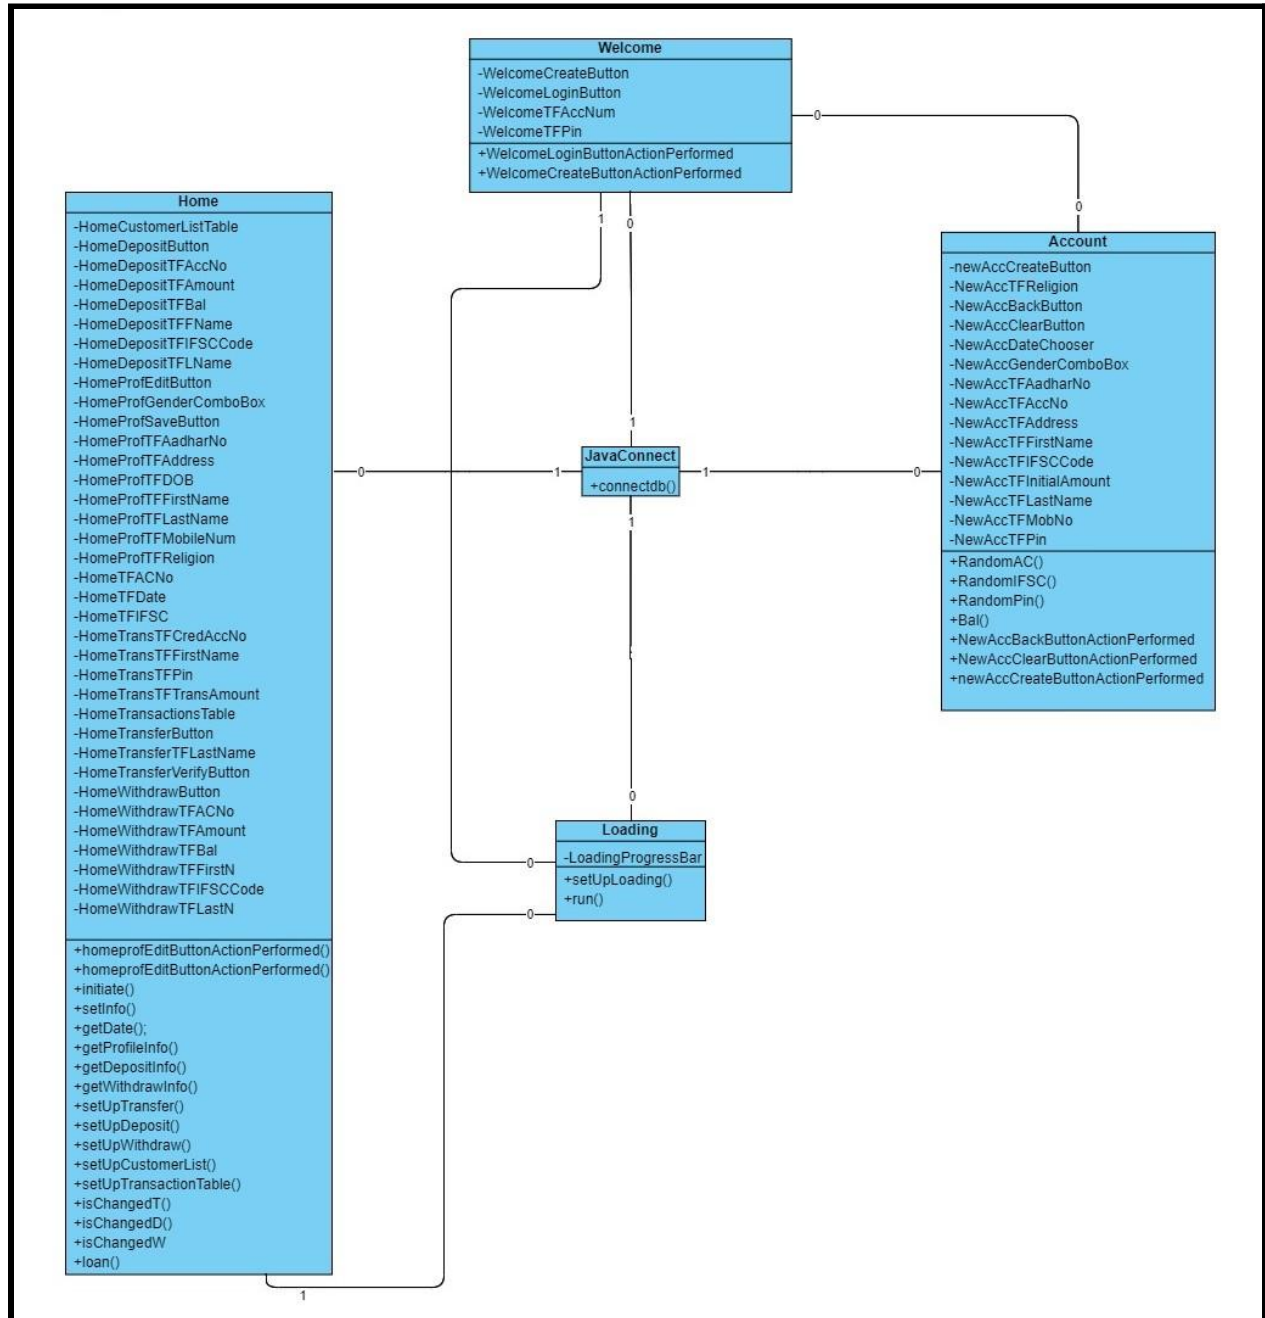 Welcome
-WelcomeCreateButton
-WelcomeLoginButton
-WelcomeTFAccNum
-WelcomeTFPin
+WelcomeLoginButtonActionPerformed
+WelcomeCreateButtonActionPerformed
0
1
0
0
Home
-HomeCustomerListTable
-HomeDepositButton
-HomeDepositTFAccNo
-HomeDepositTFAmount
-HomeDepositTFBal
-HomeDepositTFFName
-HomeDepositTFIFSCCode
-HomeDepositTFLName
-HomeProfEditButton
-HomeProfGenderComboBox
-HomeProfSaveButton
-HomeProfTFAadharNo
-HomeProfTFAddress
-HomeProfTFDOB
-HomeProfTFFirstName
-HomeProfTFLastName
-HomeProfTFMobileNum
-HomeProfTFReligion
-HomeTFACNo
-HomeTFDate
-HomeTFIFSC
-HomeTransTFCredAccNo
-HomeTransTFFirstName
-HomeTransTFPin
-HomeTransTFTransAmount
-HomeTransactionsTable
-HomeTransferButton
-HomeTransferTFLastName
-HomeTransferVerifyButton
-HomeWithdrawButton
-HomeWithdrawTFACNo
-HomeWithdrawTFAmount
-HomeWithdrawTFBal
-HomeWithdrawTFFirstN
-HomeWithdrawTFIFSCCode
-HomeWithdrawTFLastN
+homeprofEditButtonActionPerformed()
+homeprofEditButtonActionPerformed()
+initiate()
+setInfo()
+getDate();
+getProfileInfo()
+getDepositInfo()
+getWithdrawInfo()
+setUpTransfer()
+setUpDeposit()
+setUpWithdraw()
+setUpCustomerList()
+setUpTransactionTable()
+isChangedT()
+isChangedD()
+isChangedW
+loan()
1
0
1
1
JavaConnect
+connectdb()
1
0
1
Account
-newAccCreateButton
-NewAccTFReligion
-NewAccBackButton
-NewAccClearButton
-NewAccDateChooser
-NewAccGenderComboBox
-NewAccTFAadharNo
-NewAccTFAccNo
-NewAccTFAddress
-NewAccTFFirstName
-NewAccTFIFSCCode
-NewAccTFInitialAmount
-NewAccTFLastName
-NewAccTFMobNo
-NewAccTFPin
+RandomAC()
+RandomIFSC()
+RandomPin()
+Bal()
+NewAccBackButtonActionPerformed
+NewAccClearButtonActionPerformed
+newAccCreateButtonActionPerformed
0
Loading
-LoadingProgressBar
+setUpLoading()
+run()
0
0